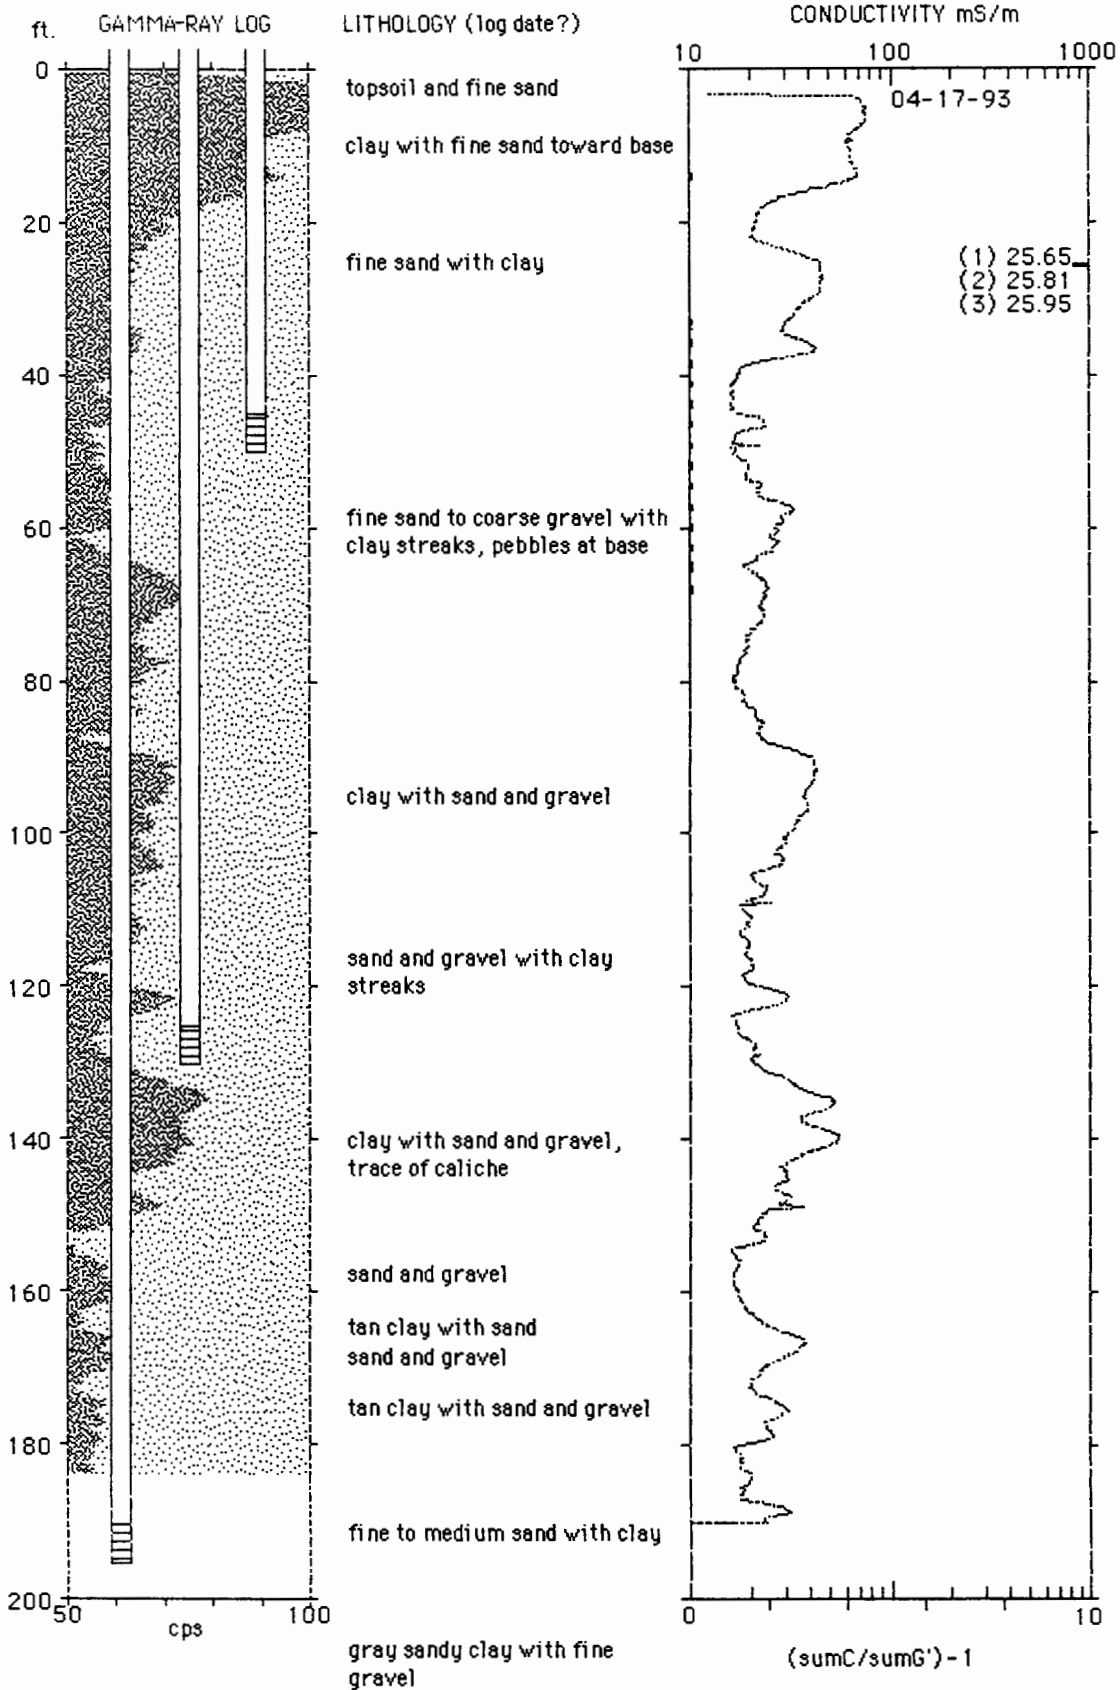 ft. GAMMA-RAY LOG LITHOLOGY (log date?) CONDUCTIVITY mS/m
10 100 1000
0
topsoil and fine sand
04-17-93
clay with fine sand toward base
20
fine sand with clay
(1) 25.65
(2) 25.81
(3) 25.95
40
fine sand to coarse gravel with
clay streaks, pebbles at base
60
80
clay with sand and gravel
100
sand and gravel with clay
streaks
120
140
clay with sand and gravel,
trace of caliche
sand and gravel
160
tan clay with sand
sand and gravel
tan clay with sand and gravel
180
fine to medium sand with clay
200
50 100
cps
0 10
gray sandy clay with fine
gravel
(sumC/sumG')-1